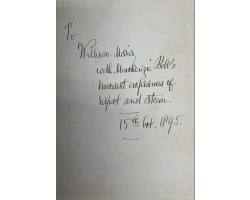 To
William Morris
with Mackenzie Bell's
sincerest expressions of
respect and esteem.
15th Oct. 1895.